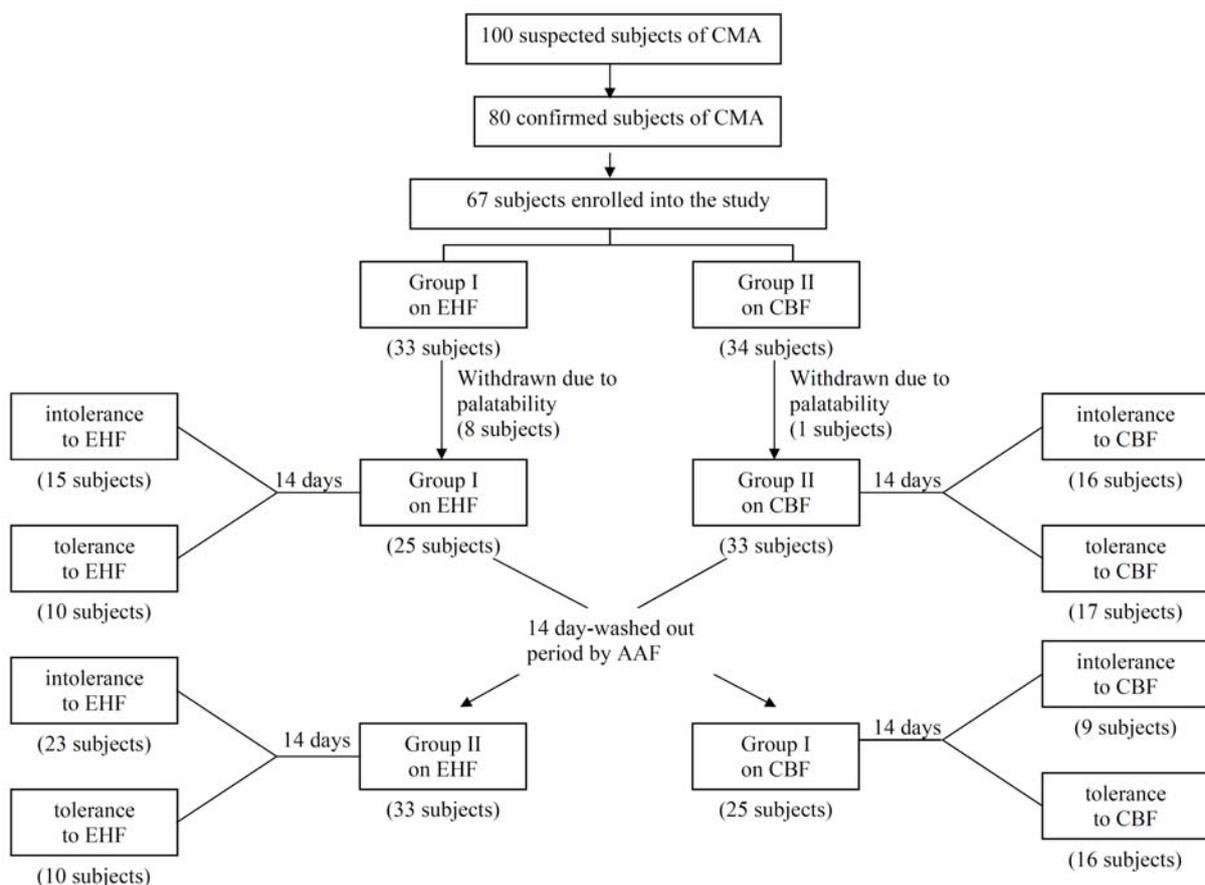 100 suspected subjects of CMA
80 confirmed subjects of CMA
67 subjects enrolled into the study
Group I
on EHF
(33 subjects)
Group II
on CBF
(34 subjects)
Withdrawn due to
palatability
(8 subjects)
Withdrawn due to
palatability
(1 subjects)
intolerance
to EHF
(15 subjects)
tolerance
to EHF
(10 subjects)
14 days
Group I
on EHF
(25 subjects)
Group II
on CBF
(33 subjects)
14 days
intolerance
to CBF
(16 subjects)
tolerance
to CBF
(17 subjects)
14 day-washed out
period by AAF
intolerance
to EHF
(23 subjects)
tolerance
to EHF
(10 subjects)
14 days
Group II
on EHF
(33 subjects)
Group I
on CBF
(25 subjects)
14 days
intolerance
to CBF
(9 subjects)
tolerance
to CBF
(16 subjects)